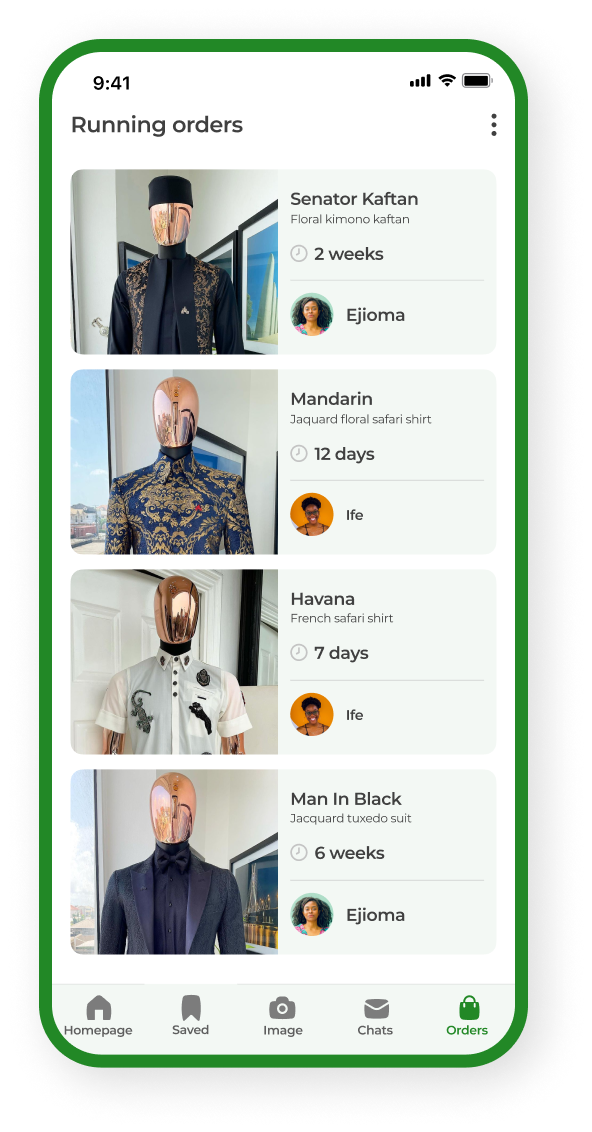 9:41
Running orders
Senator Kaftan
Floral kimono kaftan
2 weeks
Ejioma
Mandarin
Jaquard floral safari shirt
12 days
Ife
Havana
French safari shirt
7 days
Ife
Man In Black
Jacquard tuxedo suit
6 weeks
Ejioma
Homepage Saved Image Chats Orders